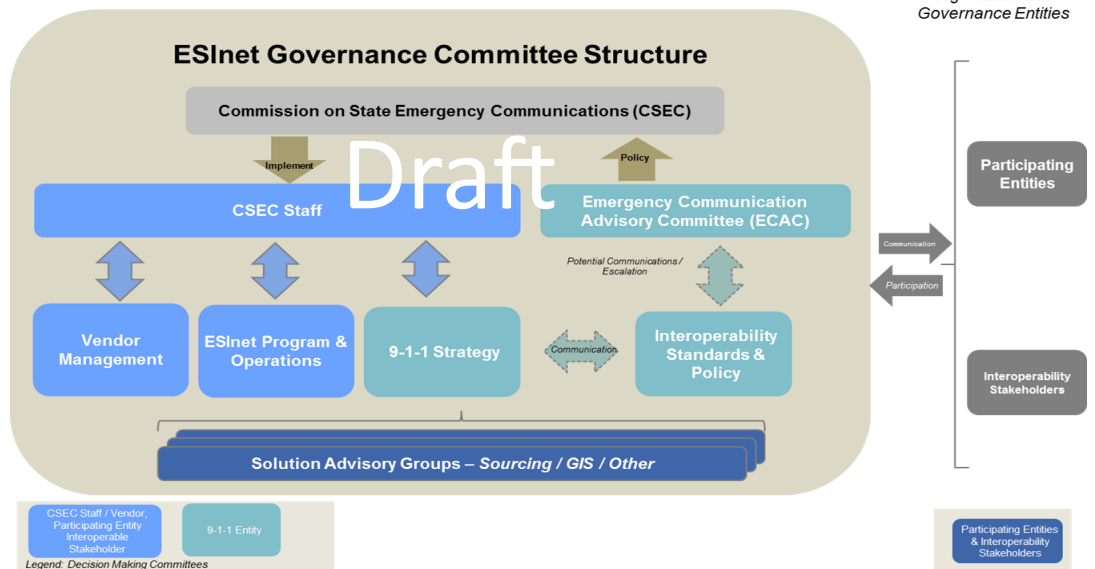 Governance Entities
ESInet Governance Committee Structure
Commission on State Emergency Communications (CSEC)
Implement
Draft
Policy
CSEC Staff
Emergency Communication
Advisory Committee (ECAC)
Participating
Entities
Communication
Participation
Potential Communications /
Escalation
Vendor
Management
ESInet Program &
Operations
9-1-1 Strategy
Communication
Interoperability
Standards &
Policy
Interoperability
Stakeholders
Solution Advisory Groups – Sourcing / GIS / Other
CSEC Staff / Vendor,
Participating Entity
Interoperable
Stakeholder
9-1-1 Entity
Legend: Decision Making Committees
Participating Entities
& Interoperability
Stakeholders